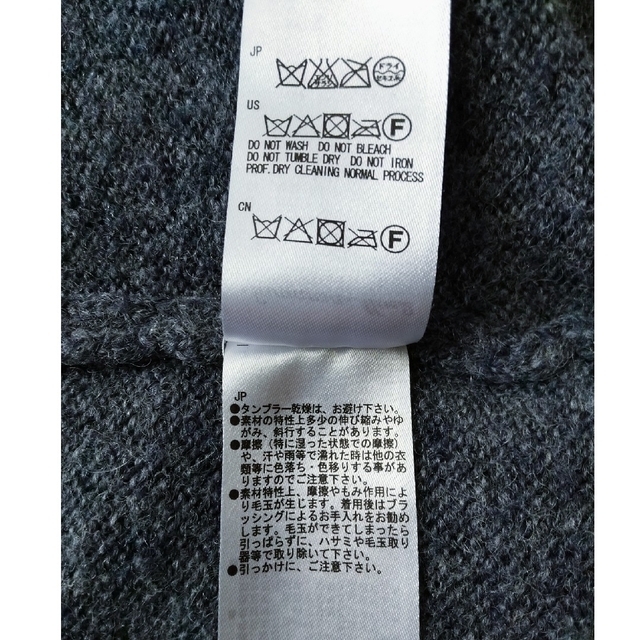 JP
ドライ
セキユ系
US
F
DO NOT WASH DO NOT BLEACH
DO NOT TUMBLE DRY DO NOT IRON
PROF.DRY CLEANING NORMAL PROCESS
CN
F
JP
●タンブラー乾燥は、お避け下さい。
●素材の特性上多少の伸び縮みやゆ
がみ、斜行することがあります。
●摩擦（特に湿った状態での摩擦）
や、汗や雨等で濡れた時は他の衣
類等に色落ち・色移りする事があ
りますのでご注意下さい。
●素材特性上、摩擦やもみ作用によ
り毛玉が生じます。着用後はブラ
ッシングによるお手入れをお勧め
します。毛玉ができてしまったら
引っぱらずに、ハサミや毛玉取り
器等で取り除いて下さい。
●引っかけに、ご注意下さい。